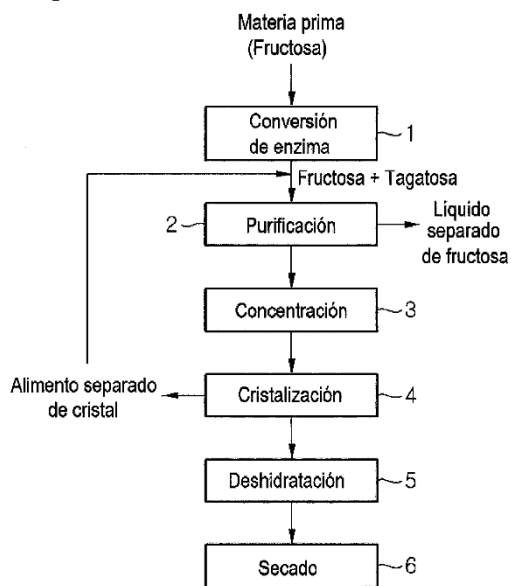 Materia prima
(Fructosa)
Conversión
de enzima
1
Fructosa + Tagatosa
2
Purificación
Líquido
separado
de fructosa
Concentración
3
Alimento separado
de cristal
Cristalización
4
Deshidratación
5
Secado
6